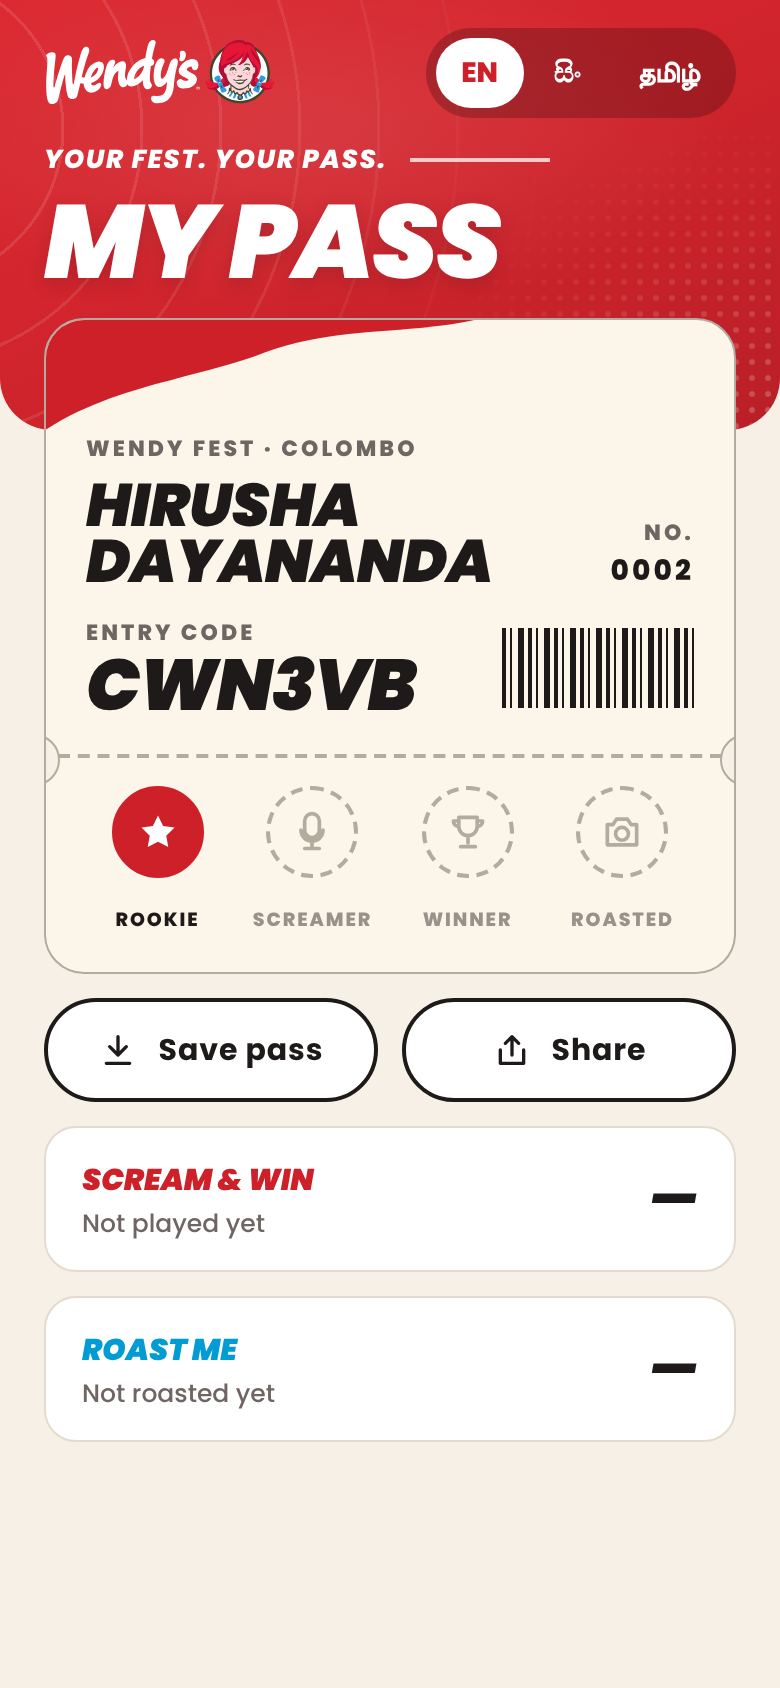 Wendy's
EN සිං தமிழ்
YOUR FEST. YOUR PASS.
MY PASS
WENDY FEST · COLOMBO
HIRUSHA
DAYANANDA
NO.
0002
ENTRY CODE
CWN3VB
ROOKIE SCREAMER WINNER ROASTED
Save pass Share
SCREAM & WIN
Not played yet
–
ROAST ME
Not roasted yet
–